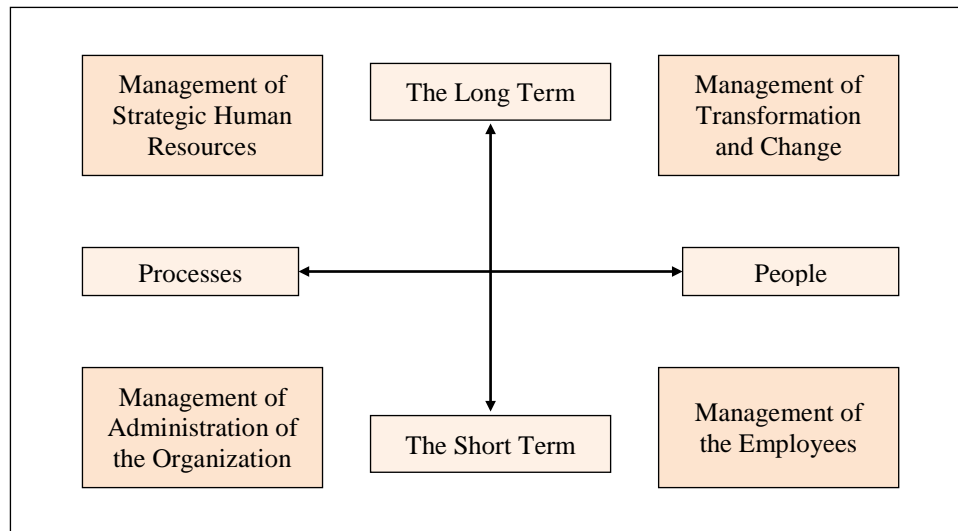 Management of
Strategic Human
Resources
The Long Term
Management of
Transformation
and Change
Processes
People
Management of
Administration of
the Organization
The Short Term
Management of
the Employees